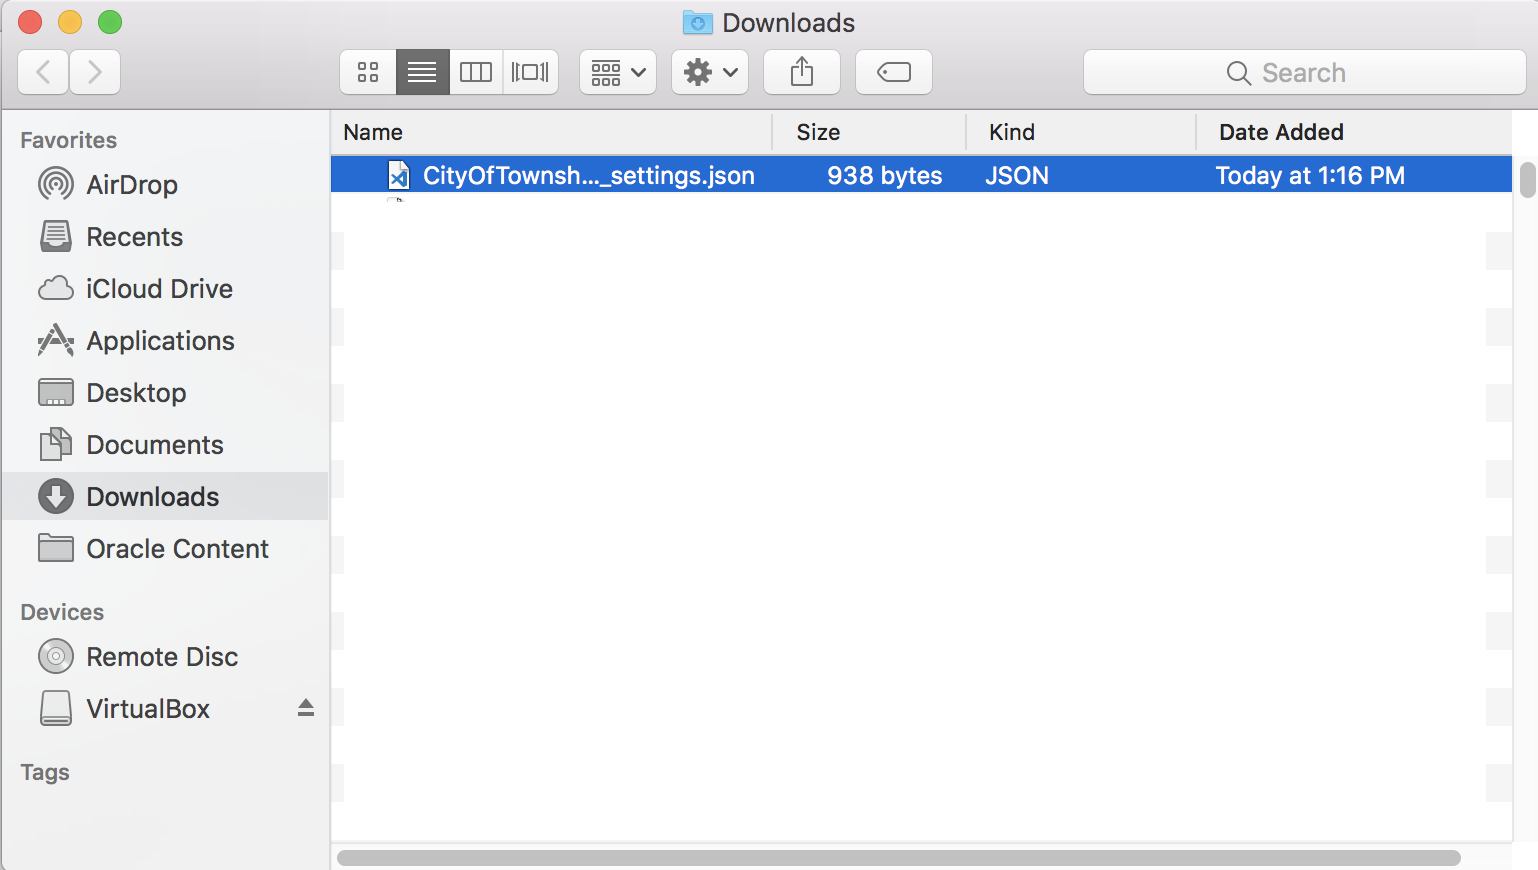 Downloads
Search
Favorites
AirDrop
Recents
iCloud Drive
Applications
Desktop
Documents
Downloads
Oracle Content
Devices
Remote Disc
VirtualBox
Tags
Name Size Kind Date Added
CityOfTownsh..._settings.json 938 bytes JSON Today at 1:16 PM